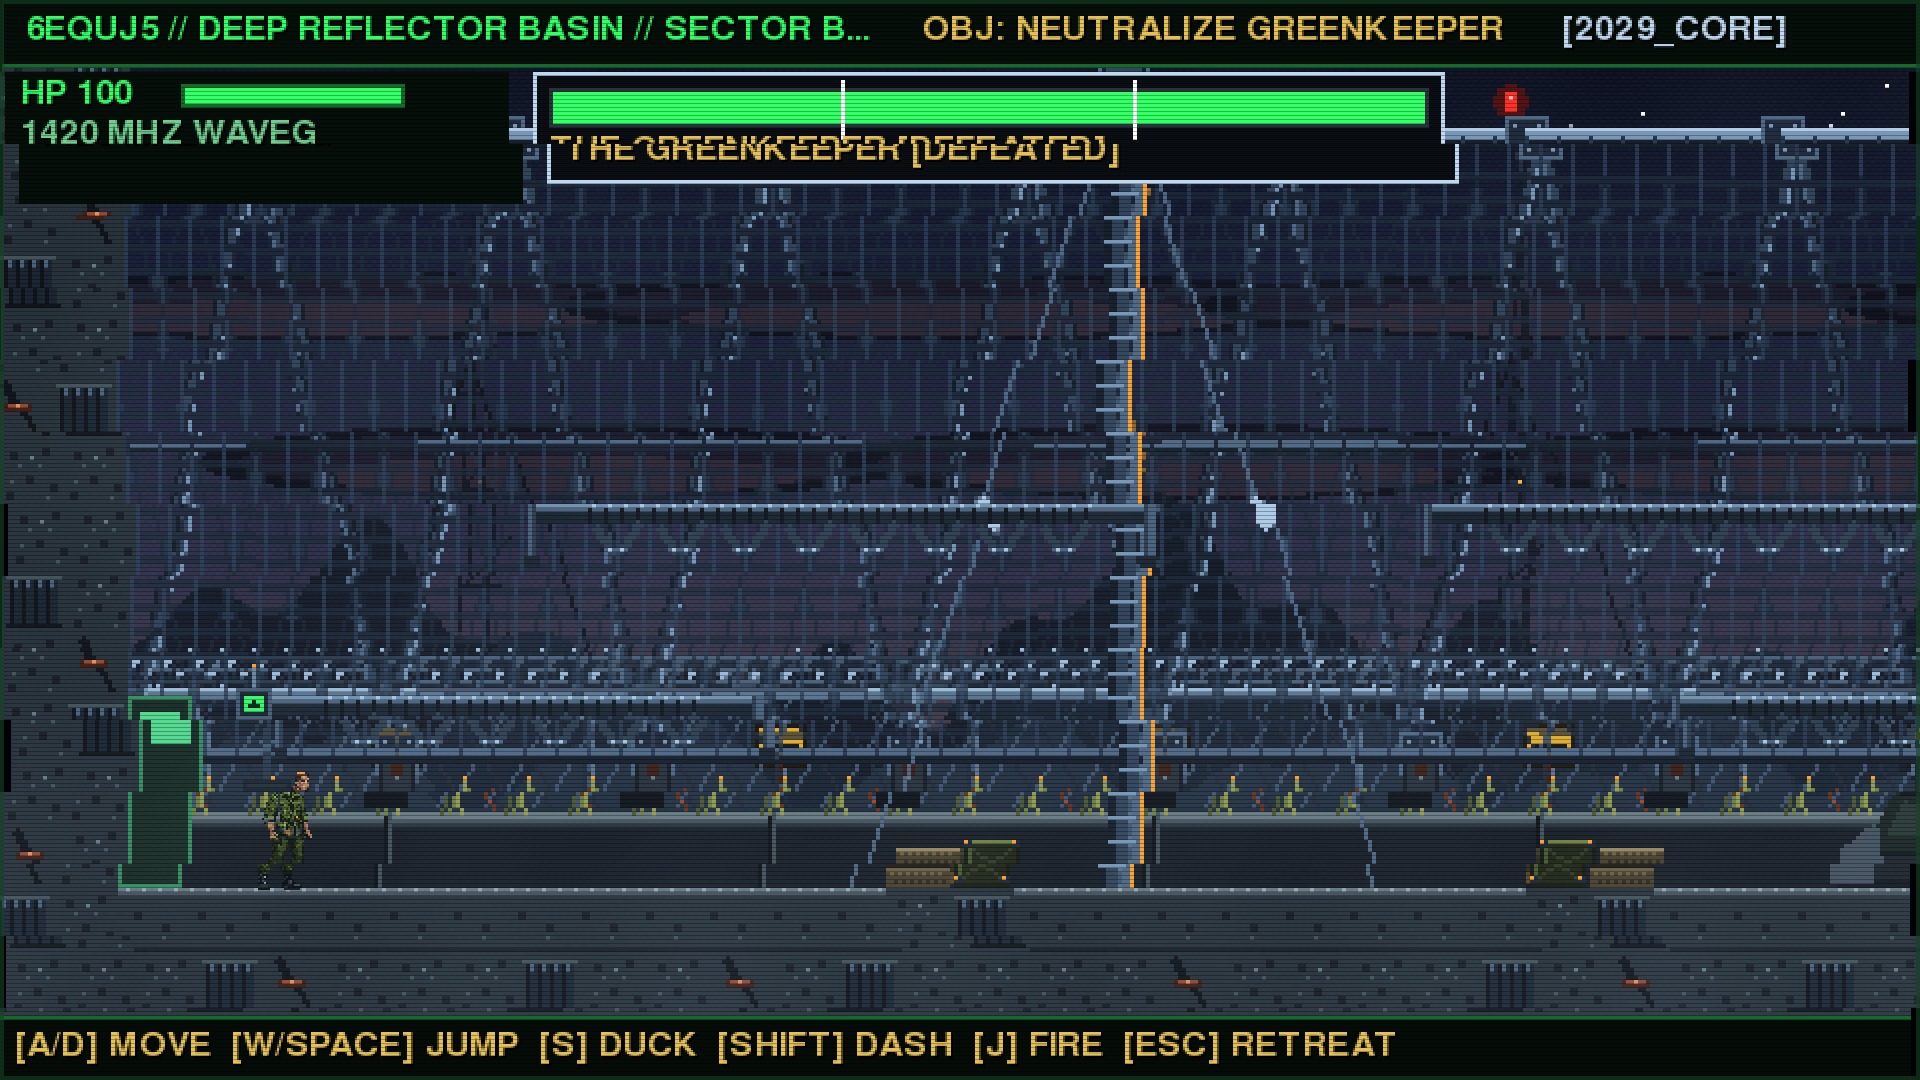 6EQUJ5 // DEEP REFLECTOR BASIN // SECTOR B... OBJ: NEUTRALIZE GREENKEEPER [2029_CORE]
HP 100
1420 MHZ WAVEG
THE GREENKEEPER [DEFEATED]
[A/D] MOVE [W/SPACE] JUMP [S] DUCK [SHIFT] DASH [J] FIRE [ESC] RETREAT